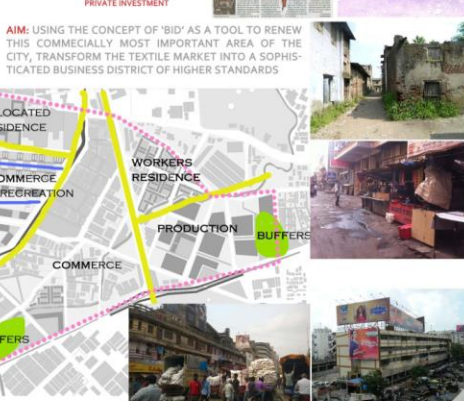 PRIVATE INVESTMENT
AIM: USING THE CONCEPT OF 'BID' AS A TOOL TO RENEW
THIS COMMECIALLY MOST IMPORTANT AREA OF THE
CITY, TRANSFORM THE TEXTILE MARKET INTO A SOPHIS-
TICATED BUSINESS DISTRICT OF HIGHER STANDARDS
LOCATED
SIDENCE
OMMERCE
RECREATION
WORKERS
RESIDENCE
PRODUCTION
BUFFERS
COMMERCE
FERS